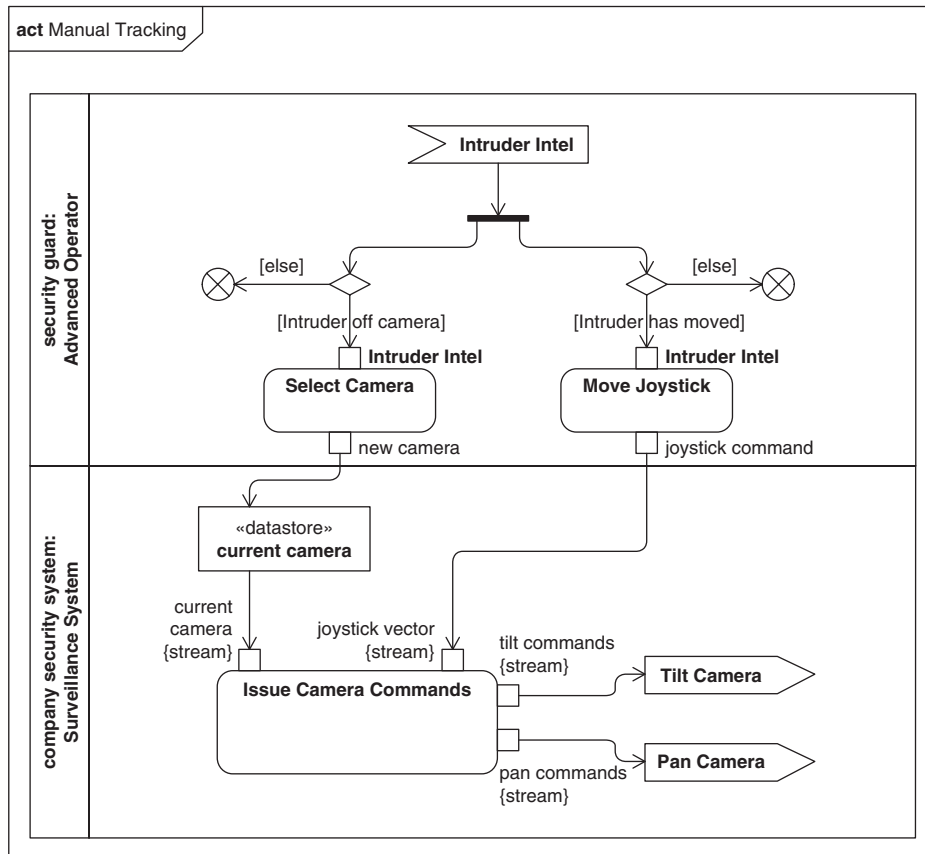 act Manual Tracking
security guard:
Advanced Operator
Intruder Intel
[else]
[else]
[Intruder off camera]
[Intruder has moved]
Intruder Intel
Intruder Intel
Select Camera
Move Joystick
new camera
joystick command
company security system:
Surveillance System
«datastore»
current camera
current
camera
{stream}
joystick vector
{stream}
tilt commands
{stream}
Tilt Camera
Issue Camera Commands
Pan Camera
pan commands
{stream}